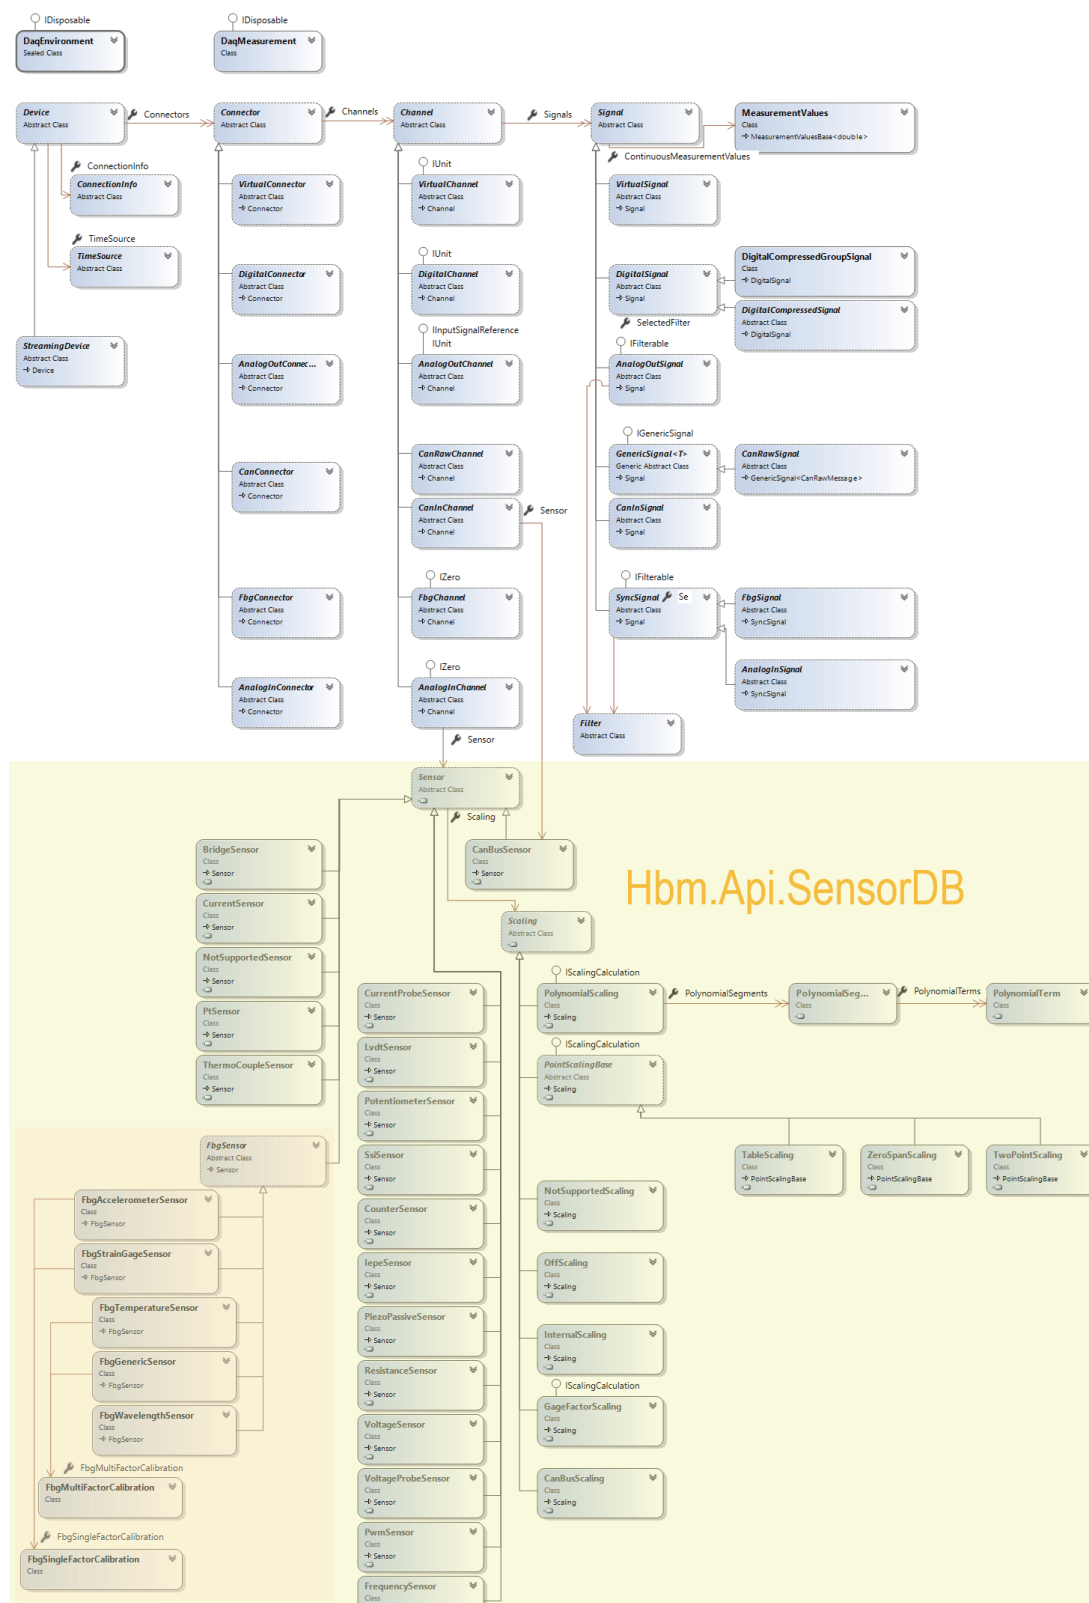 IDisposable
IDisposable
DaqEnvironment
Sealed Class
DaqMeasurement
Class
Device
Abstract Class
Connectors
Connector
Abstract Class
Channels
Channel
Abstract Class
Signals
Signal
Abstract Class
MeasurementValues
Class
MeasurementValuesBase<double>
ContinuousMeasurementValues
ConnectionInfo
ConnectionInfo
Abstract Class
TimeSource
TimeSource
Abstract Class
StreamingDevice
Abstract Class
Device
VirtualConnector
Abstract Class
Connector
DigitalConnector
Abstract Class
Connector
AnalogOutConnec...
Abstract Class
Connector
CanConnector
Abstract Class
Connector
FbgConnector
Abstract Class
Connector
AnalogInConnector
Abstract Class
Connector
IUnit
VirtualChannel
Abstract Class
Channel
IUnit
DigitalChannel
Abstract Class
Channel
IInputSignalReference
IUnit
AnalogOutChannel
Abstract Class
Channel
CanRawChannel
Abstract Class
Channel
CanInChannel
Abstract Class
Channel
Sensor
IZero
FbgChannel
Abstract Class
Channel
IZero
AnalogInChannel
Abstract Class
Channel
Sensor
VirtualSignal
Abstract Class
Signal
DigitalSignal
Abstract Class
Signal
DigitalCompressedGroupSignal
Class
DigitalSignal
DigitalCompressedSignal
Abstract Class
DigitalSignal
SelectedFilter
IFilterable
AnalogOutSignal
Abstract Class
Signal
IGenericSignal
GenericSignal<T>
Generic Abstract Class
Signal
CanRawSignal
Abstract Class
GenericSignal<CanRawMessage>
CanInSignal
Abstract Class
Signal
IFilterable
SyncSignal
Se
Abstract Class
Signal
FbgSignal
Abstract Class
SyncSignal
AnalogInSignal
Abstract Class
SyncSignal
Filter
Abstract Class
Sensor
Abstract Class
Scaling
CanBusSensor
Class
Sensor
Hbm.Api.SensorDB
BridgeSensor
Class
Sensor
CurrentSensor
Class
Sensor
NotSupportedSensor
Class
Sensor
PtSensor
Class
Sensor
ThermoCoupleSensor
Class
Sensor
Scaling
Abstract Class
CurrentProbeSensor
Class
Sensor
LvdtSensor
Class
Sensor
PotentiometerSensor
Class
Sensor
SsiSensor
Class
Sensor
CounterSensor
Class
Sensor
IepeSensor
Class
Sensor
PiezoPassiveSensor
Class
Sensor
ResistanceSensor
Class
Sensor
VoltageSensor
Class
Sensor
VoltageProbeSensor
Class
Sensor
PwmSensor
Class
Sensor
FrequencySensor
Class
IScalingCalculation
PolynomialScaling
Class
Scaling
PolynomialSegments
PolynomialSeg...
Class
PolynomialTerms
PolynomialTerm
Class
IScalingCalculation
PointScalingBase
Abstract Class
Scaling
TableScaling
Class
PointScalingBase
ZeroSpanScaling
Class
PointScalingBase
TwoPointScaling
Class
PointScalingBase
NotSupportedScaling
Class
Scaling
OffScaling
Class
Scaling
InternalScaling
Class
Scaling
IScalingCalculation
GageFactorScaling
Class
Scaling
CanBusScaling
Class
Scaling
FbgSensor
Abstract Class
Sensor
FbgAccelerometerSensor
Class
FbgSensor
FbgStrainGageSensor
Class
FbgSensor
FbgTemperatureSensor
Class
FbgSensor
FbgGenericSensor
Class
FbgSensor
FbgWavelengthSensor
Class
FbgSensor
FbgMultiFactorCalibration
FbgMultiFactorCalibration
Class
FbgSingleFactorCalibration
FbgSingleFactorCalibration
Class